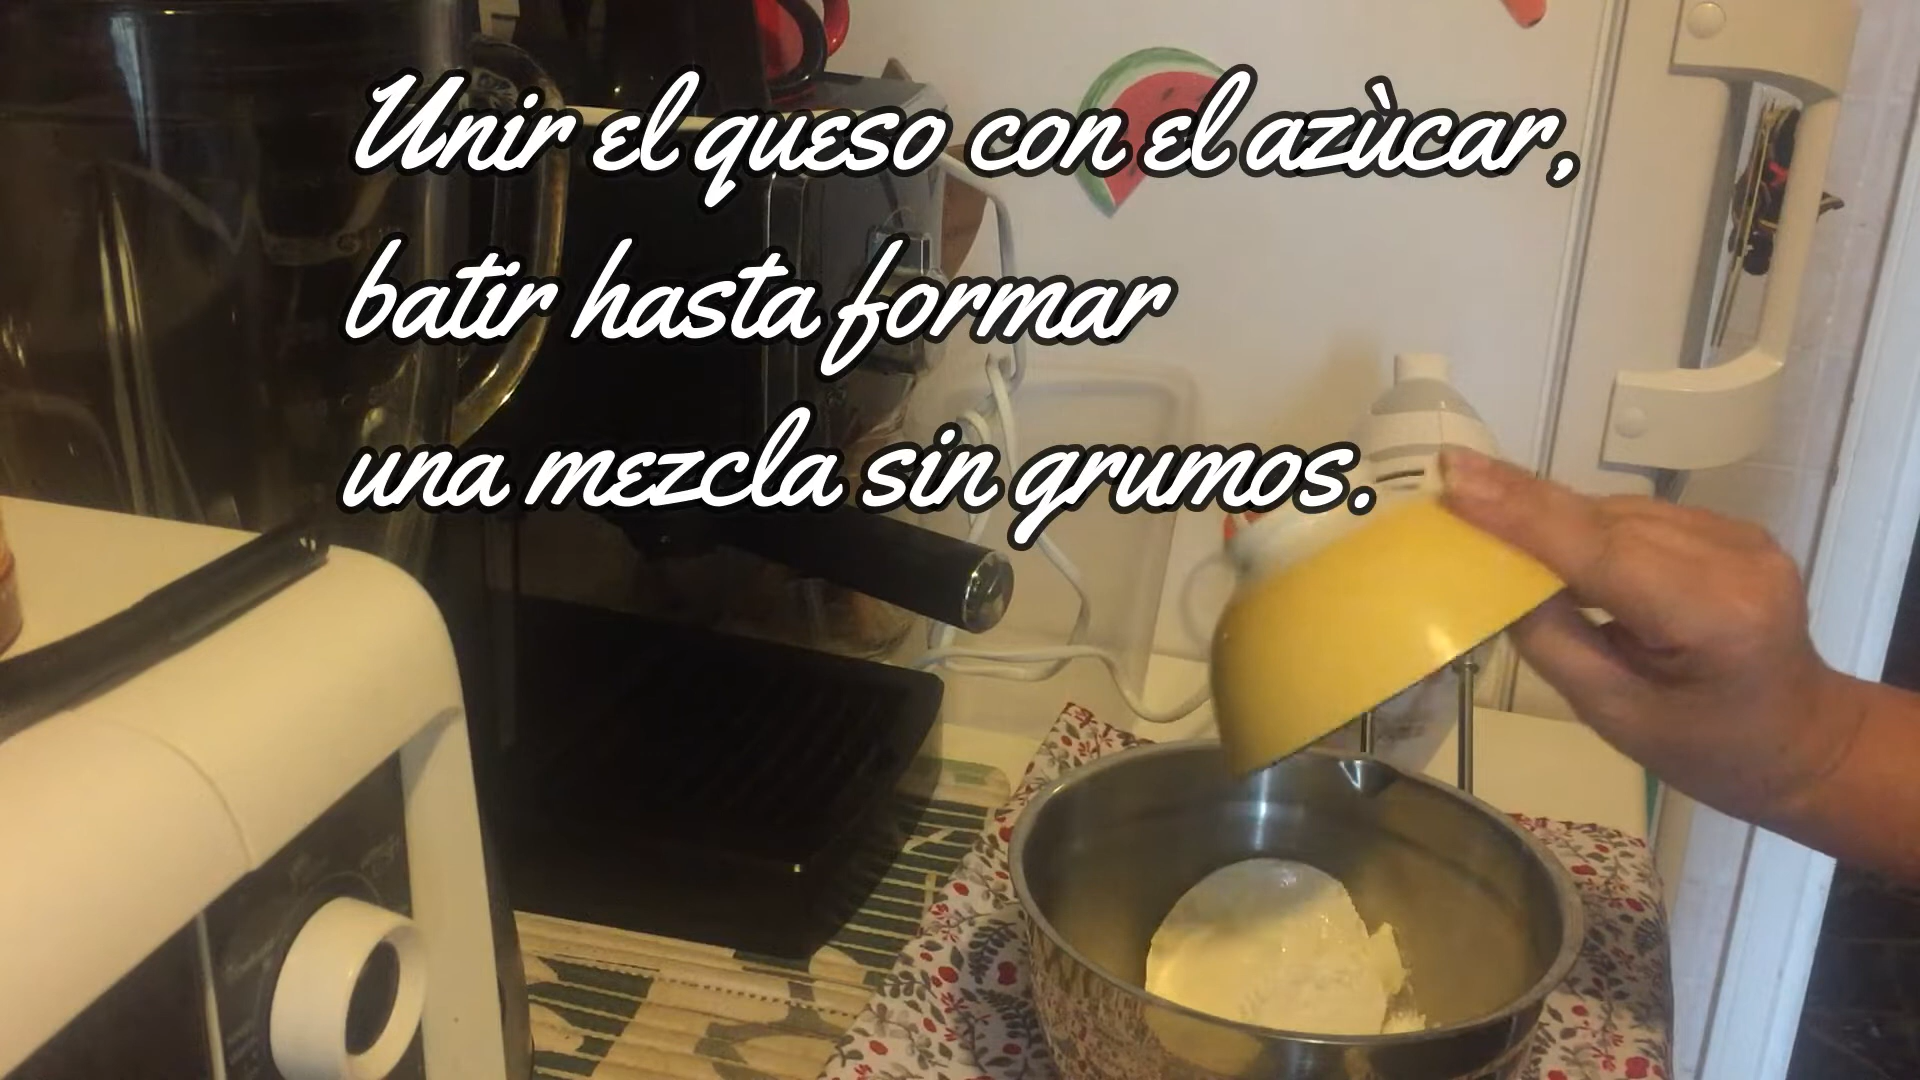 Unir el queso con el azùcar,
batir hasta formar
una mezcla sin grumos.